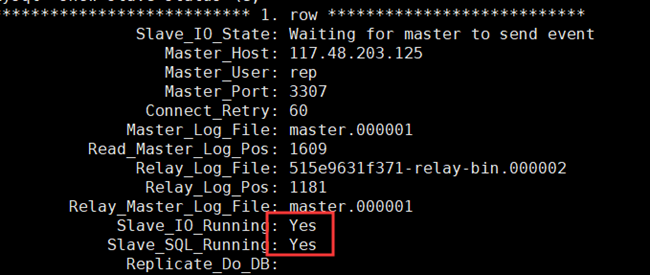 *************************** 1. row ***************************
Slave_IO_State: Waiting for master to send event
Master_Host: 117.48.203.125
Master_User: rep
Master_Port: 3307
Connect_Retry: 60
Master_Log_File: master.000001
Read_Master_Log_Pos: 1609
Relay_Log_File: 515e9631f371-relay-bin.000002
Relay_Log_Pos: 1181
Relay_Master_Log_File: master.000001
Slave_IO_Running: Yes
Slave_SQL_Running: Yes
Replicate_Do_DB: